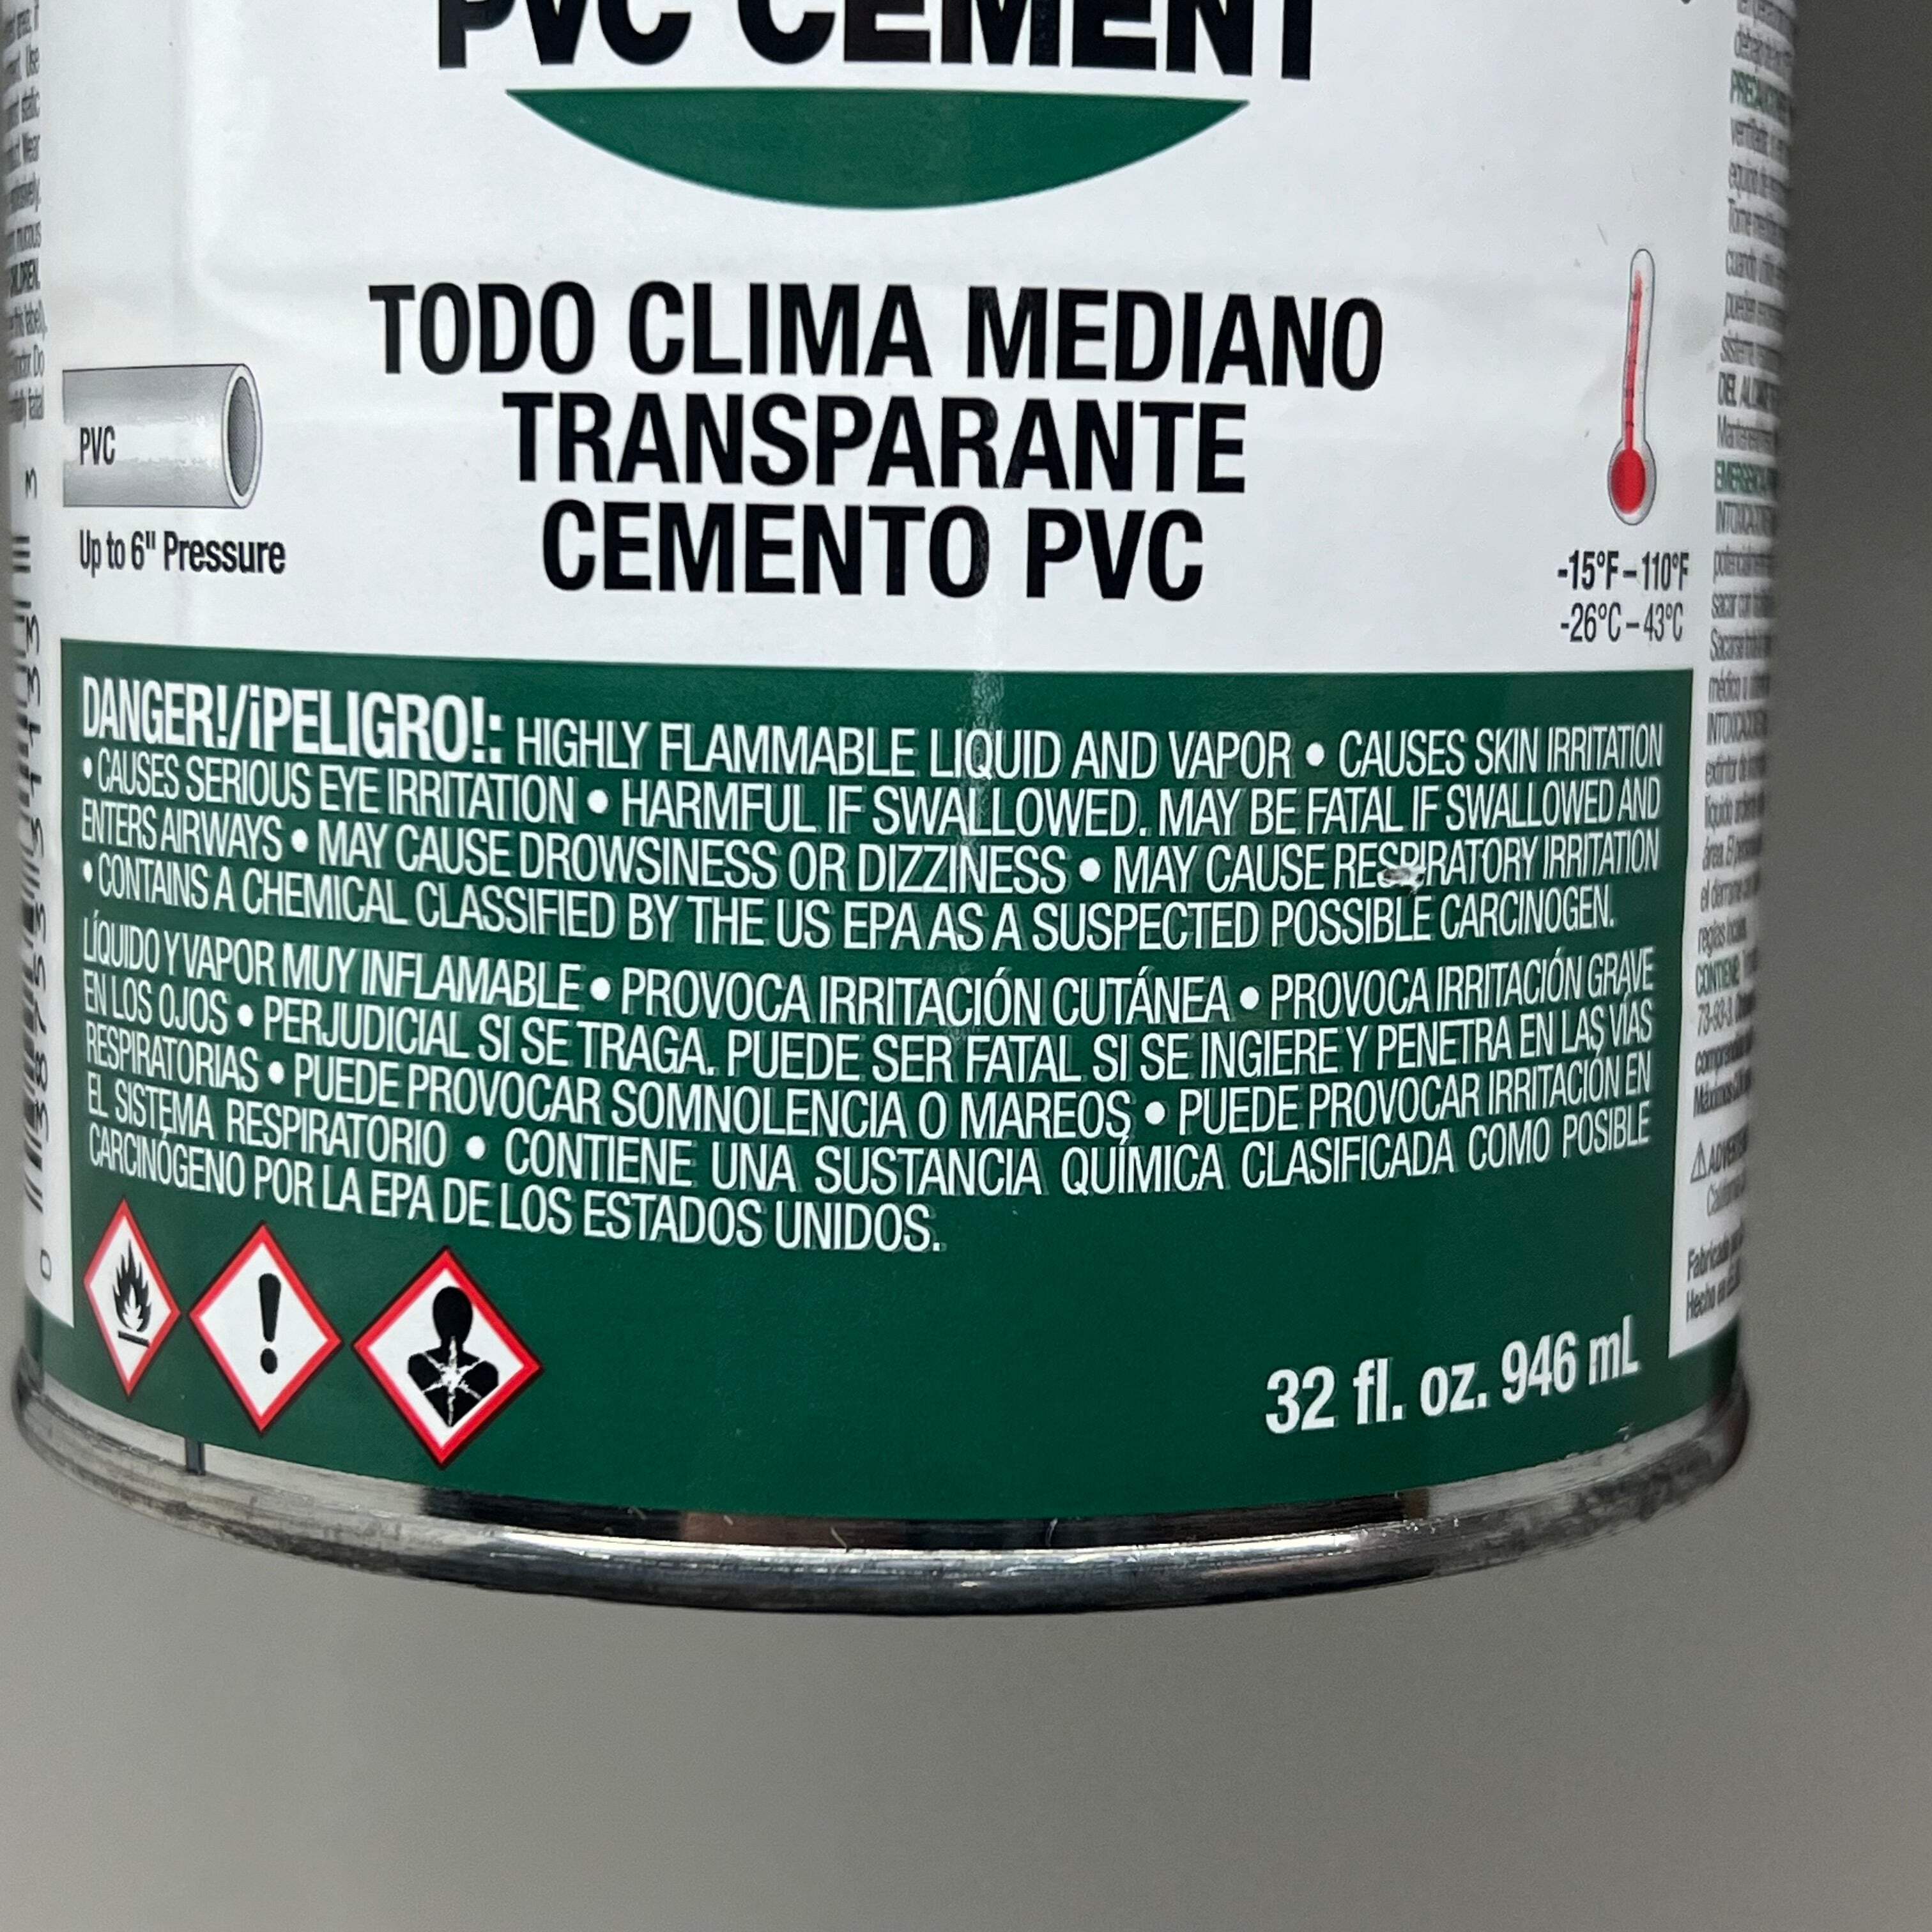 PVC CEMENT
TODO CLIMA MEDIANO
TRANSPARANTE
CEMENTO PVC
PVC
Up to 6" Pressure
-15°F – 110°F
-26°C – 43°C
DANGER!/¡PELIGRO!: HIGHLY FLAMMABLE LIQUID AND VAPOR • CAUSES SKIN IRRITATION
• CAUSES SERIOUS EYE IRRITATION • HARMFUL IF SWALLOWED. MAY BE FATAL IF SWALLOWED AND
ENTERS AIRWAYS • MAY CAUSE DROWSINESS OR DIZZINESS • MAY CAUSE RESPIRATORY IRRITATION
• CONTAINS A CHEMICAL CLASSIFIED BY THE US EPA AS A SUSPECTED POSSIBLE CARCINOGEN.
LÍQUIDO Y VAPOR MUY INFLAMABLE • PROVOCA IRRITACIÓN CUTÁNEA • PROVOCA IRRITACIÓN GRAVE
EN LOS OJOS • PERJUDICIAL SI SE TRAGA. PUEDE SER FATAL SI SE INGIERE Y PENETRA EN LAS VÍAS
RESPIRATORIAS • PUEDE PROVOCAR SOMNOLENCIA O MAREOS • PUEDE PROVOCAR IRRITACIÓN EN
EL SISTEMA RESPIRATORIO • CONTIENE UNA SUSTANCIA QUÍMICA CLASIFICADA COMO POSIBLE
CARCINÓGENO POR LA EPA DE LOS ESTADOS UNIDOS.
32 fl. oz. 946 mL